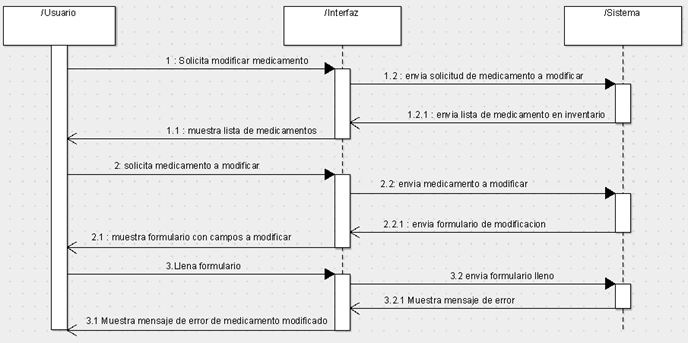 /Usuario
/Interfaz
/Sistema
1 : Solicita modificar medicamento
1.2 : envia solicitud de medicamento a modificar
1.2.1 : envia lista de medicamento en inventario
1.1 : muestra lista de medicamentos
2: solicita medicamento a modificar
2.2: envia medicamento a modificar
2.2.1 : envia formulario de modificacion
2.1 : muestra formulario con campos a modificar
3.Llena formulario
3.2 envia formulario lleno
3.2.1 Muestra mensaje de error
3.1 Muestra mensaje de error de medicamento modificado